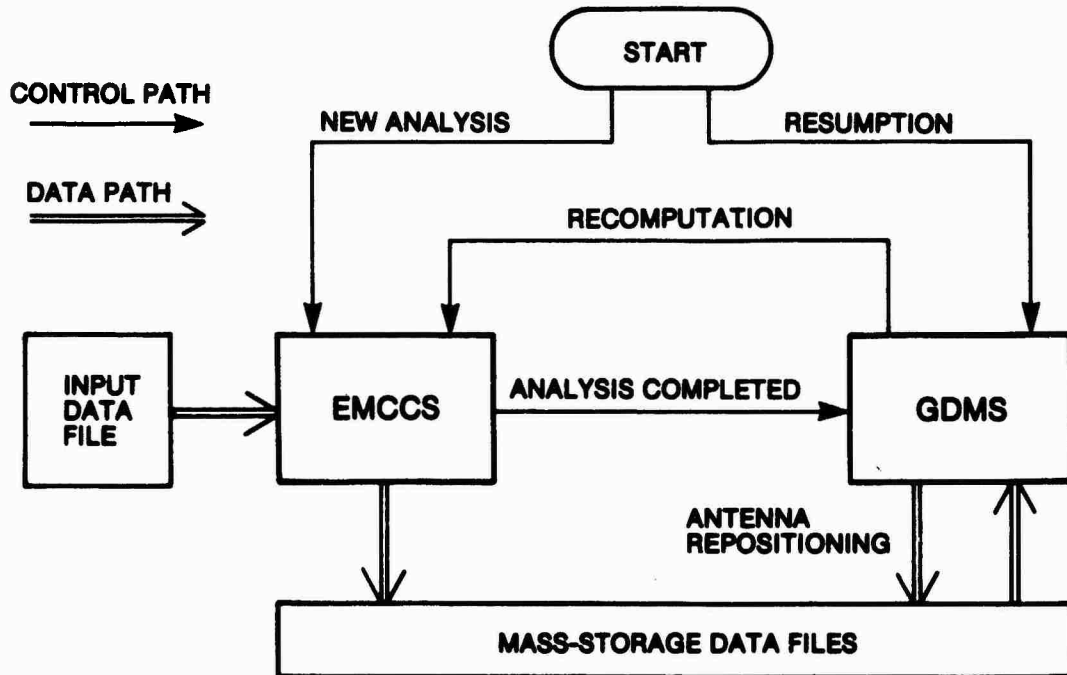 START
CONTROL PATH
NEW ANALYSIS
RESUMPTION
DATA PATH
RECOMPUTATION
INPUT
DATA
FILE
EMCCS
ANALYSIS COMPLETED
GDMS
ANTENNA
REPOSITIONING
MASS-STORAGE DATA FILES